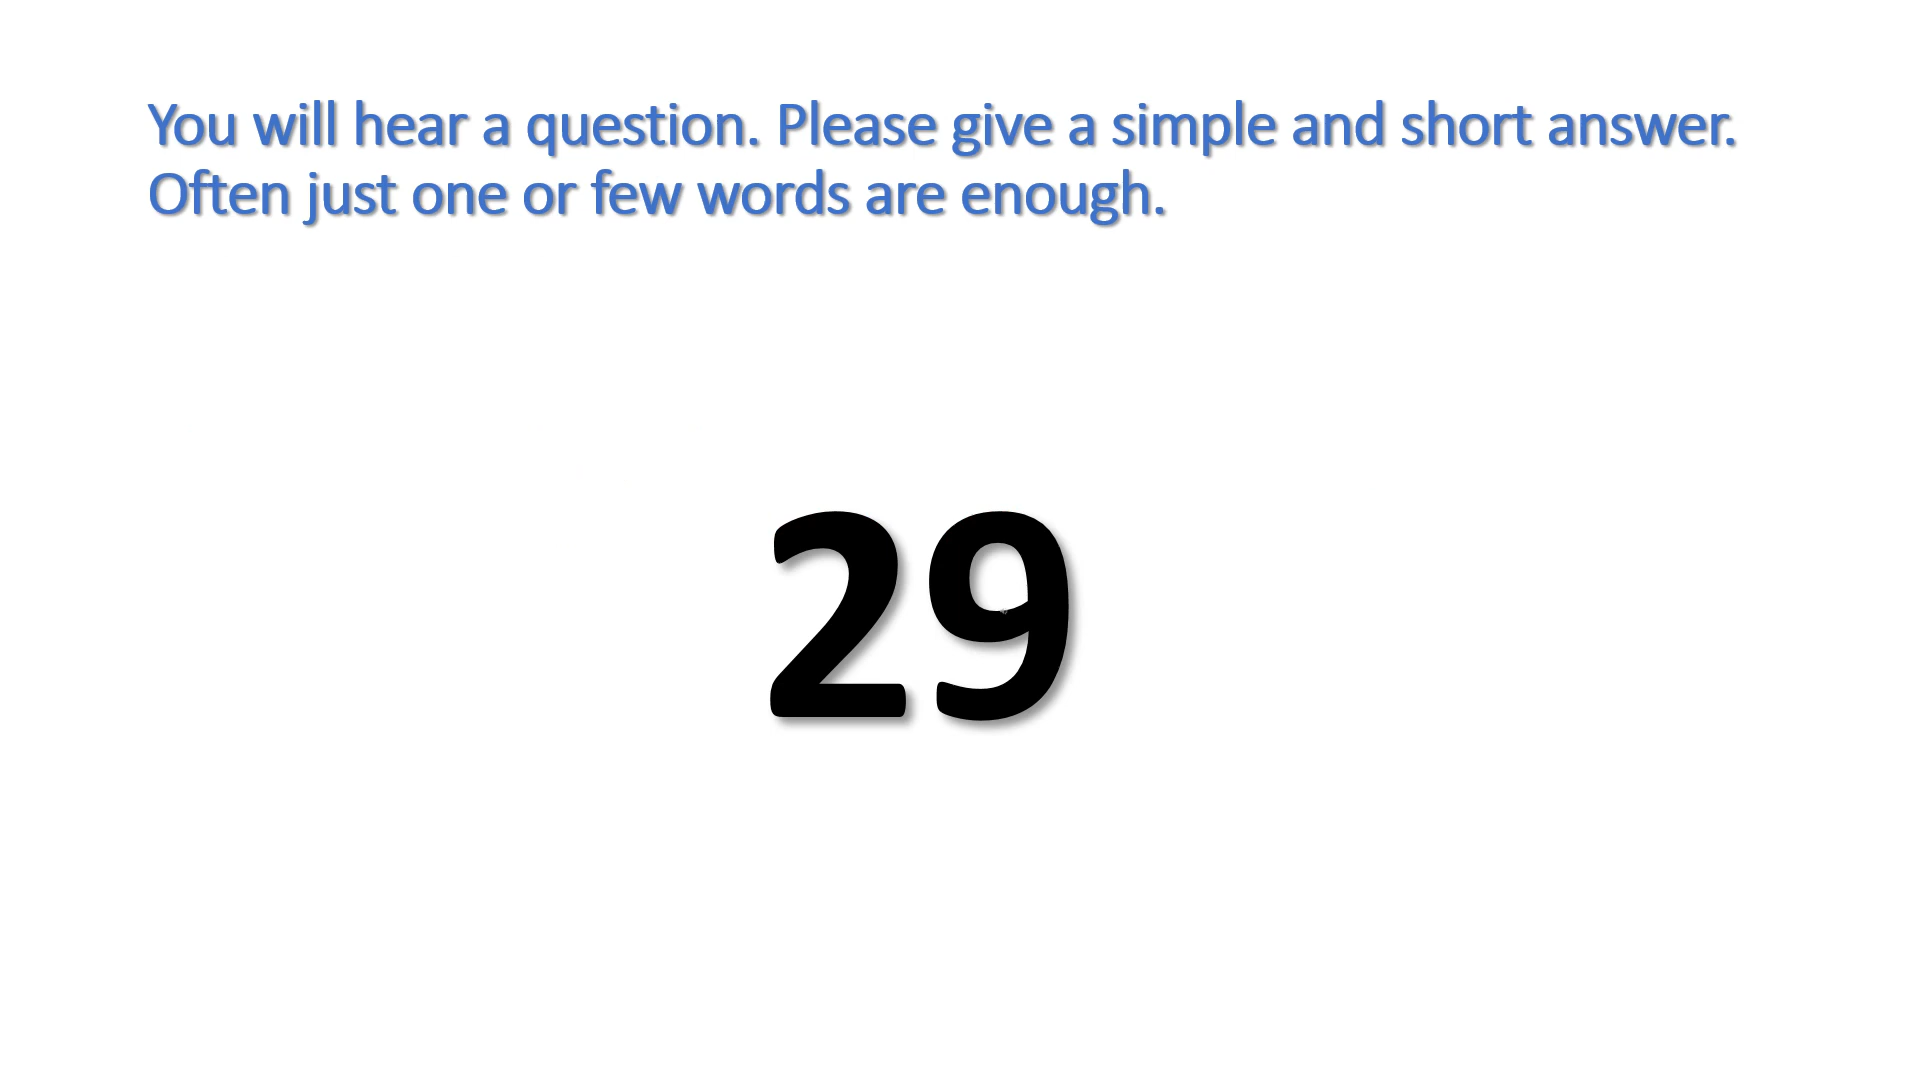 You will hear a question. Please give a simple and short answer.
Often just one or few words are enough.
29